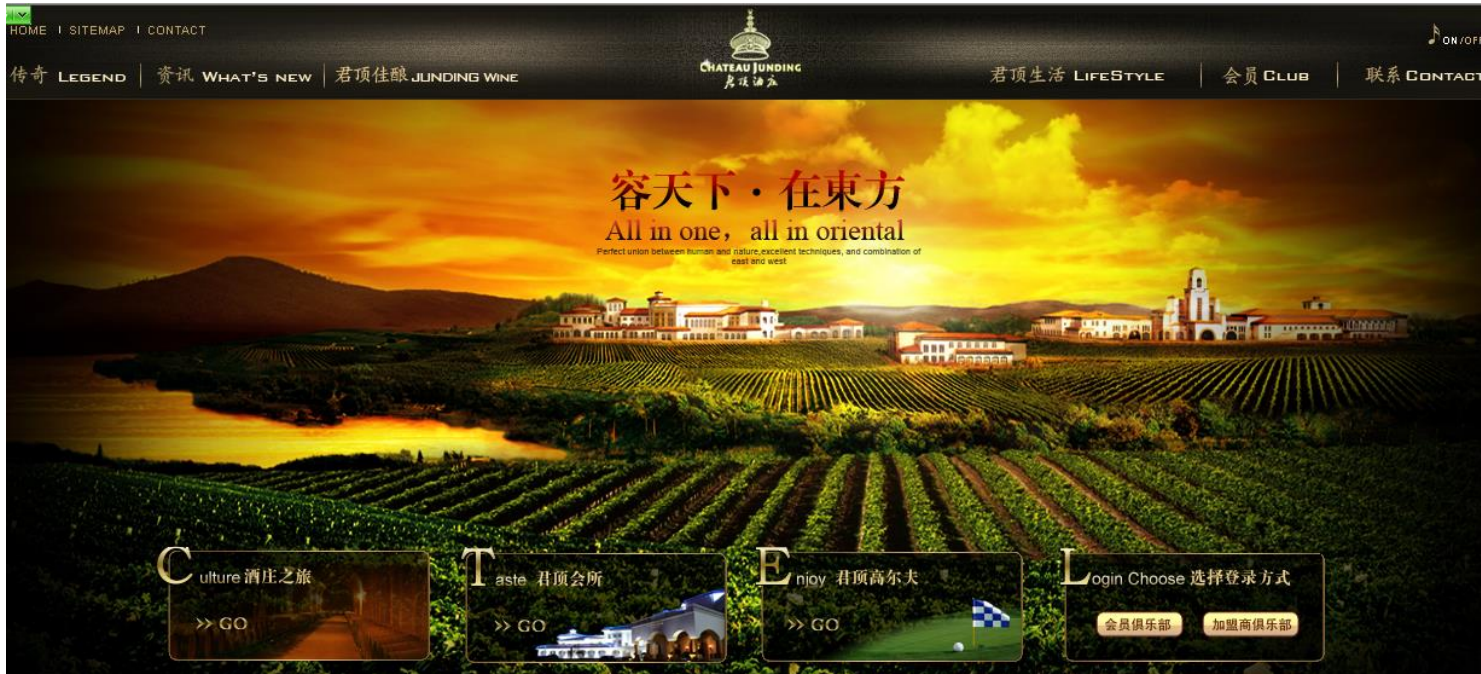 HOME I SITEMAP I CONTACT
ON/OFF
传奇 LEGEND
资讯 WHAT'S NEW
君顶佳酿 JUNDING WINE
CHATEAU JUNDING
君顶酒庄
君顶生活 LIFESTYLE
会员 CLUB
联系 CONTACT
容天下·在東方
All in one，all in oriental
Perfect union between human and nature,excellent techniques, and combination of
east and west
Culture 酒庄之旅
>> GO
Taste 君顶会所
>> GO
Enjoy 君顶高尔夫
>> GO
Login Choose 选择登录方式
会员俱乐部
加盟商俱乐部